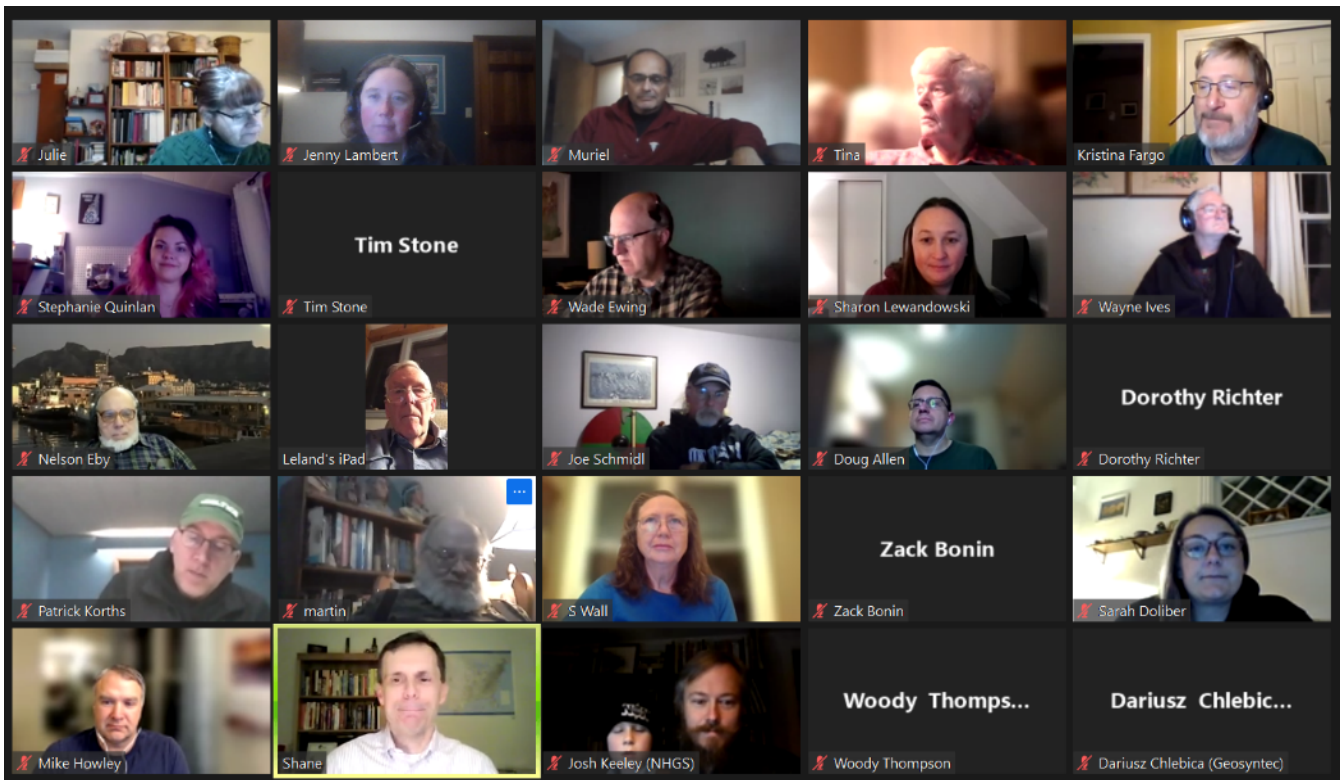 Julie
Jenny Lambert
Muriel
Tina
Kristina Fargo
Stephanie Quinlan
Tim Stone
Tim Stone
Wade Ewing
Sharon Lewandowski
Wayne Ives
Nelson Eby
Leland's iPad
Joe Schmidl
Doug Allen
Dorothy Richter
Dorothy Richter
Patrick Korths
martin
S Wall
Zack Bonin
Zack Bonin
Sarah Doliber
Mike Howley
Shane
Josh Keeley (NHGS)
Woody Thomps...
Woody Thompson
Dariusz Chlebic...
Dariusz Chlebica (Geosyntec)